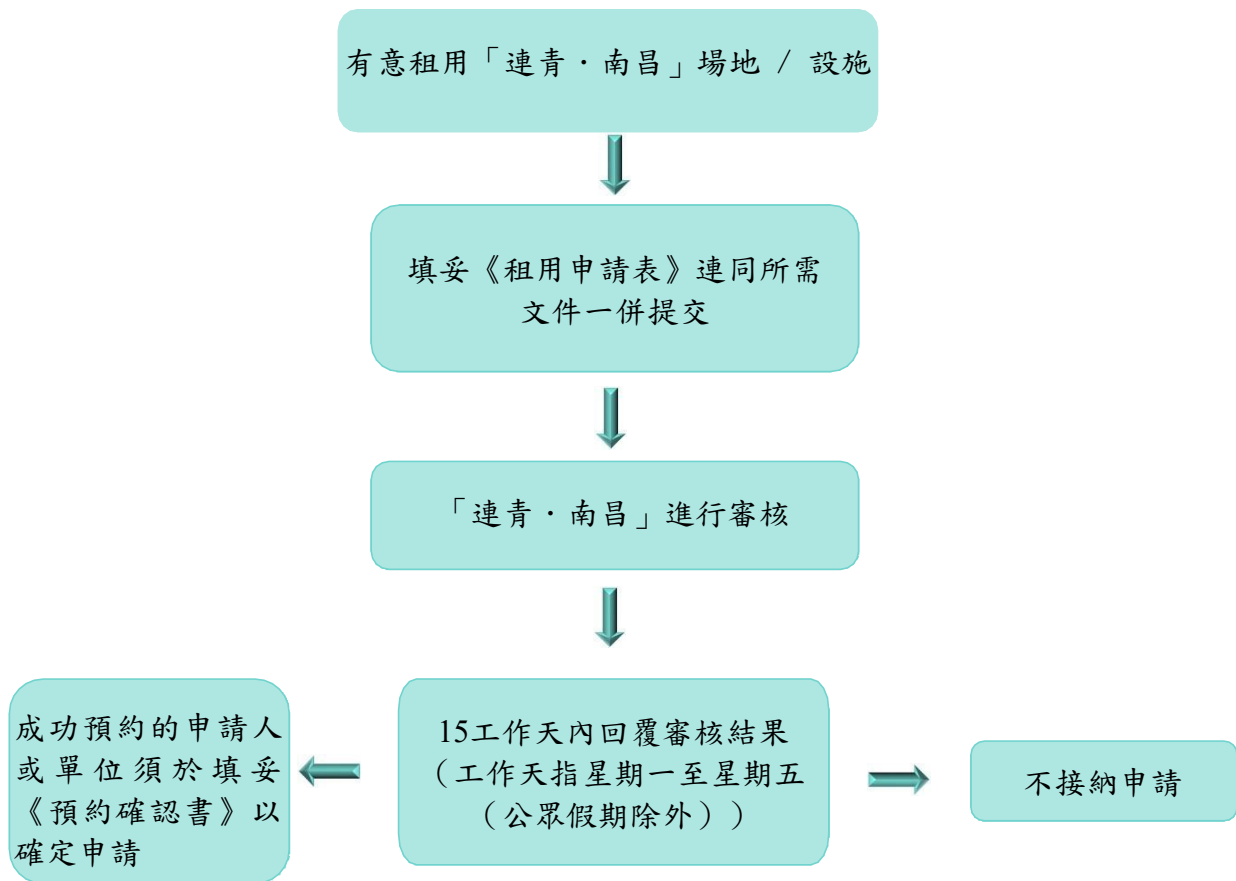 有意租用「連青·南昌」場地 / 設施
填妥《租用申請表》連同所需
文件一併提交
「連青·南昌」進行審核
成功預約的申請人
或單位須於填妥
《預約確認書》以
確定申請
15工作天內回覆審核結果
（工作天指星期一至星期五
（公眾假期除外））
不接納申請